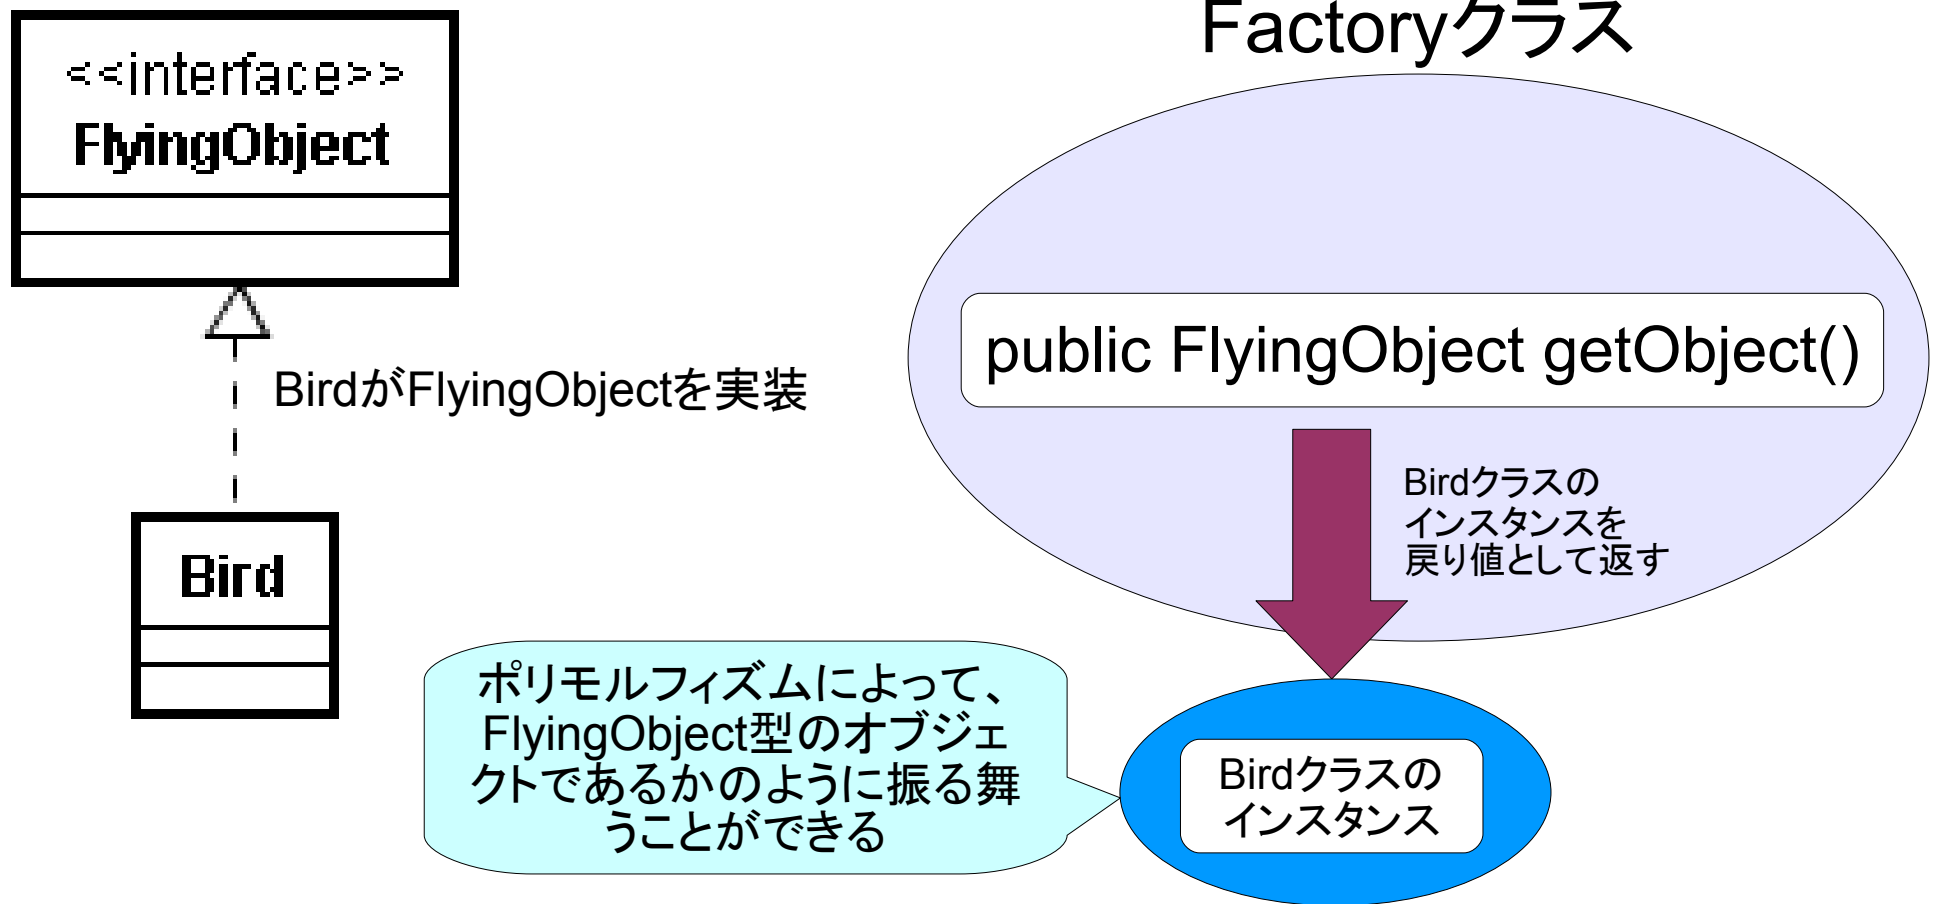 <<interface>>
FlyingObject
BirdがFlyingObjectを実装
Bird
Factoryクラス
public FlyingObject getObject()
Birdクラスの
インスタンスを
戻り値として返す
ポリモルフィズムによって、
FlyingObject型のオブジェ
クトであるかのように振る舞
うことができる
Birdクラスの
インスタンス